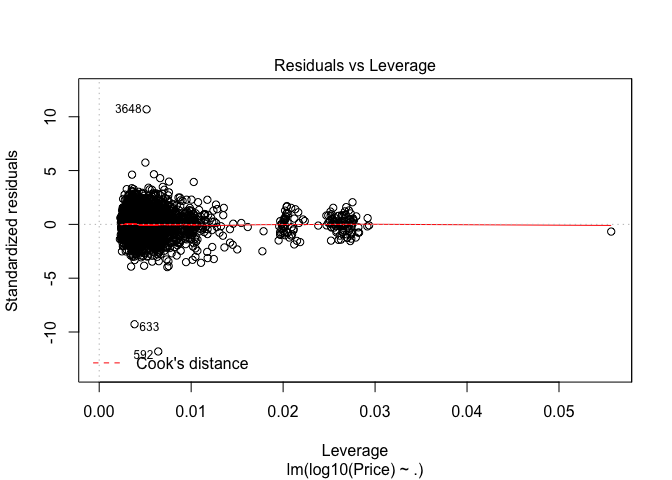 Residuals vs Leverage
Standardized residuals
10
5
0
-5
-10
3648
633
592
Cook's distance
0.00 0.01 0.02 0.03 0.04 0.05
Leverage
lm(log10(Price) ~ .)